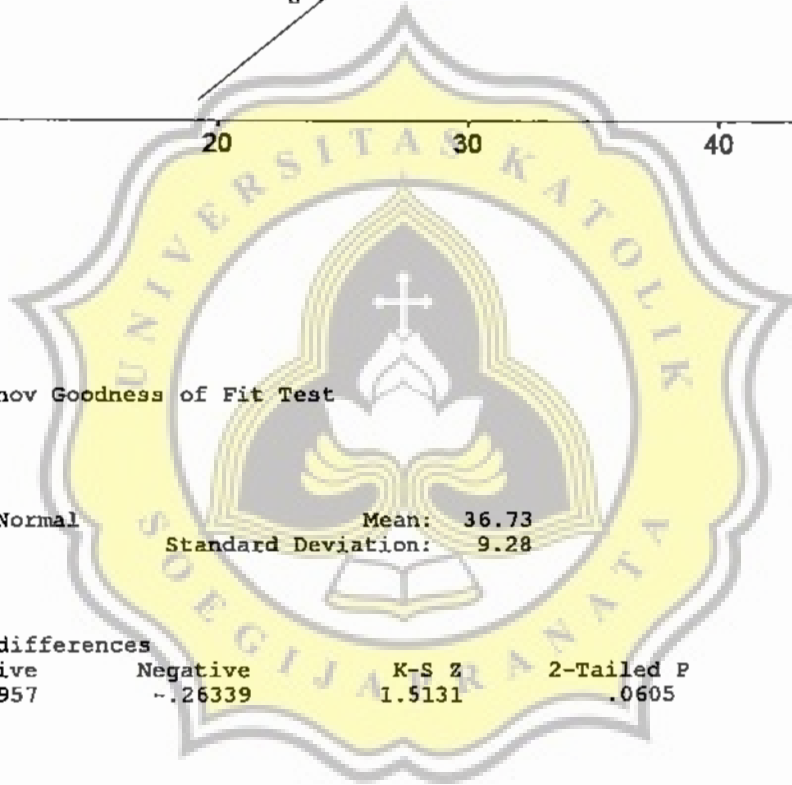 20 30 40
UNIVERSITAS KATOLIK
nov Goodness of Fit Test
Normal Mean: 36.73
Standard Deviation: 9.28
SOEGIJAPRANATA
differences
ive Negative K-S Z 2-Tailed P
957 -.26339 1.5131 .0605